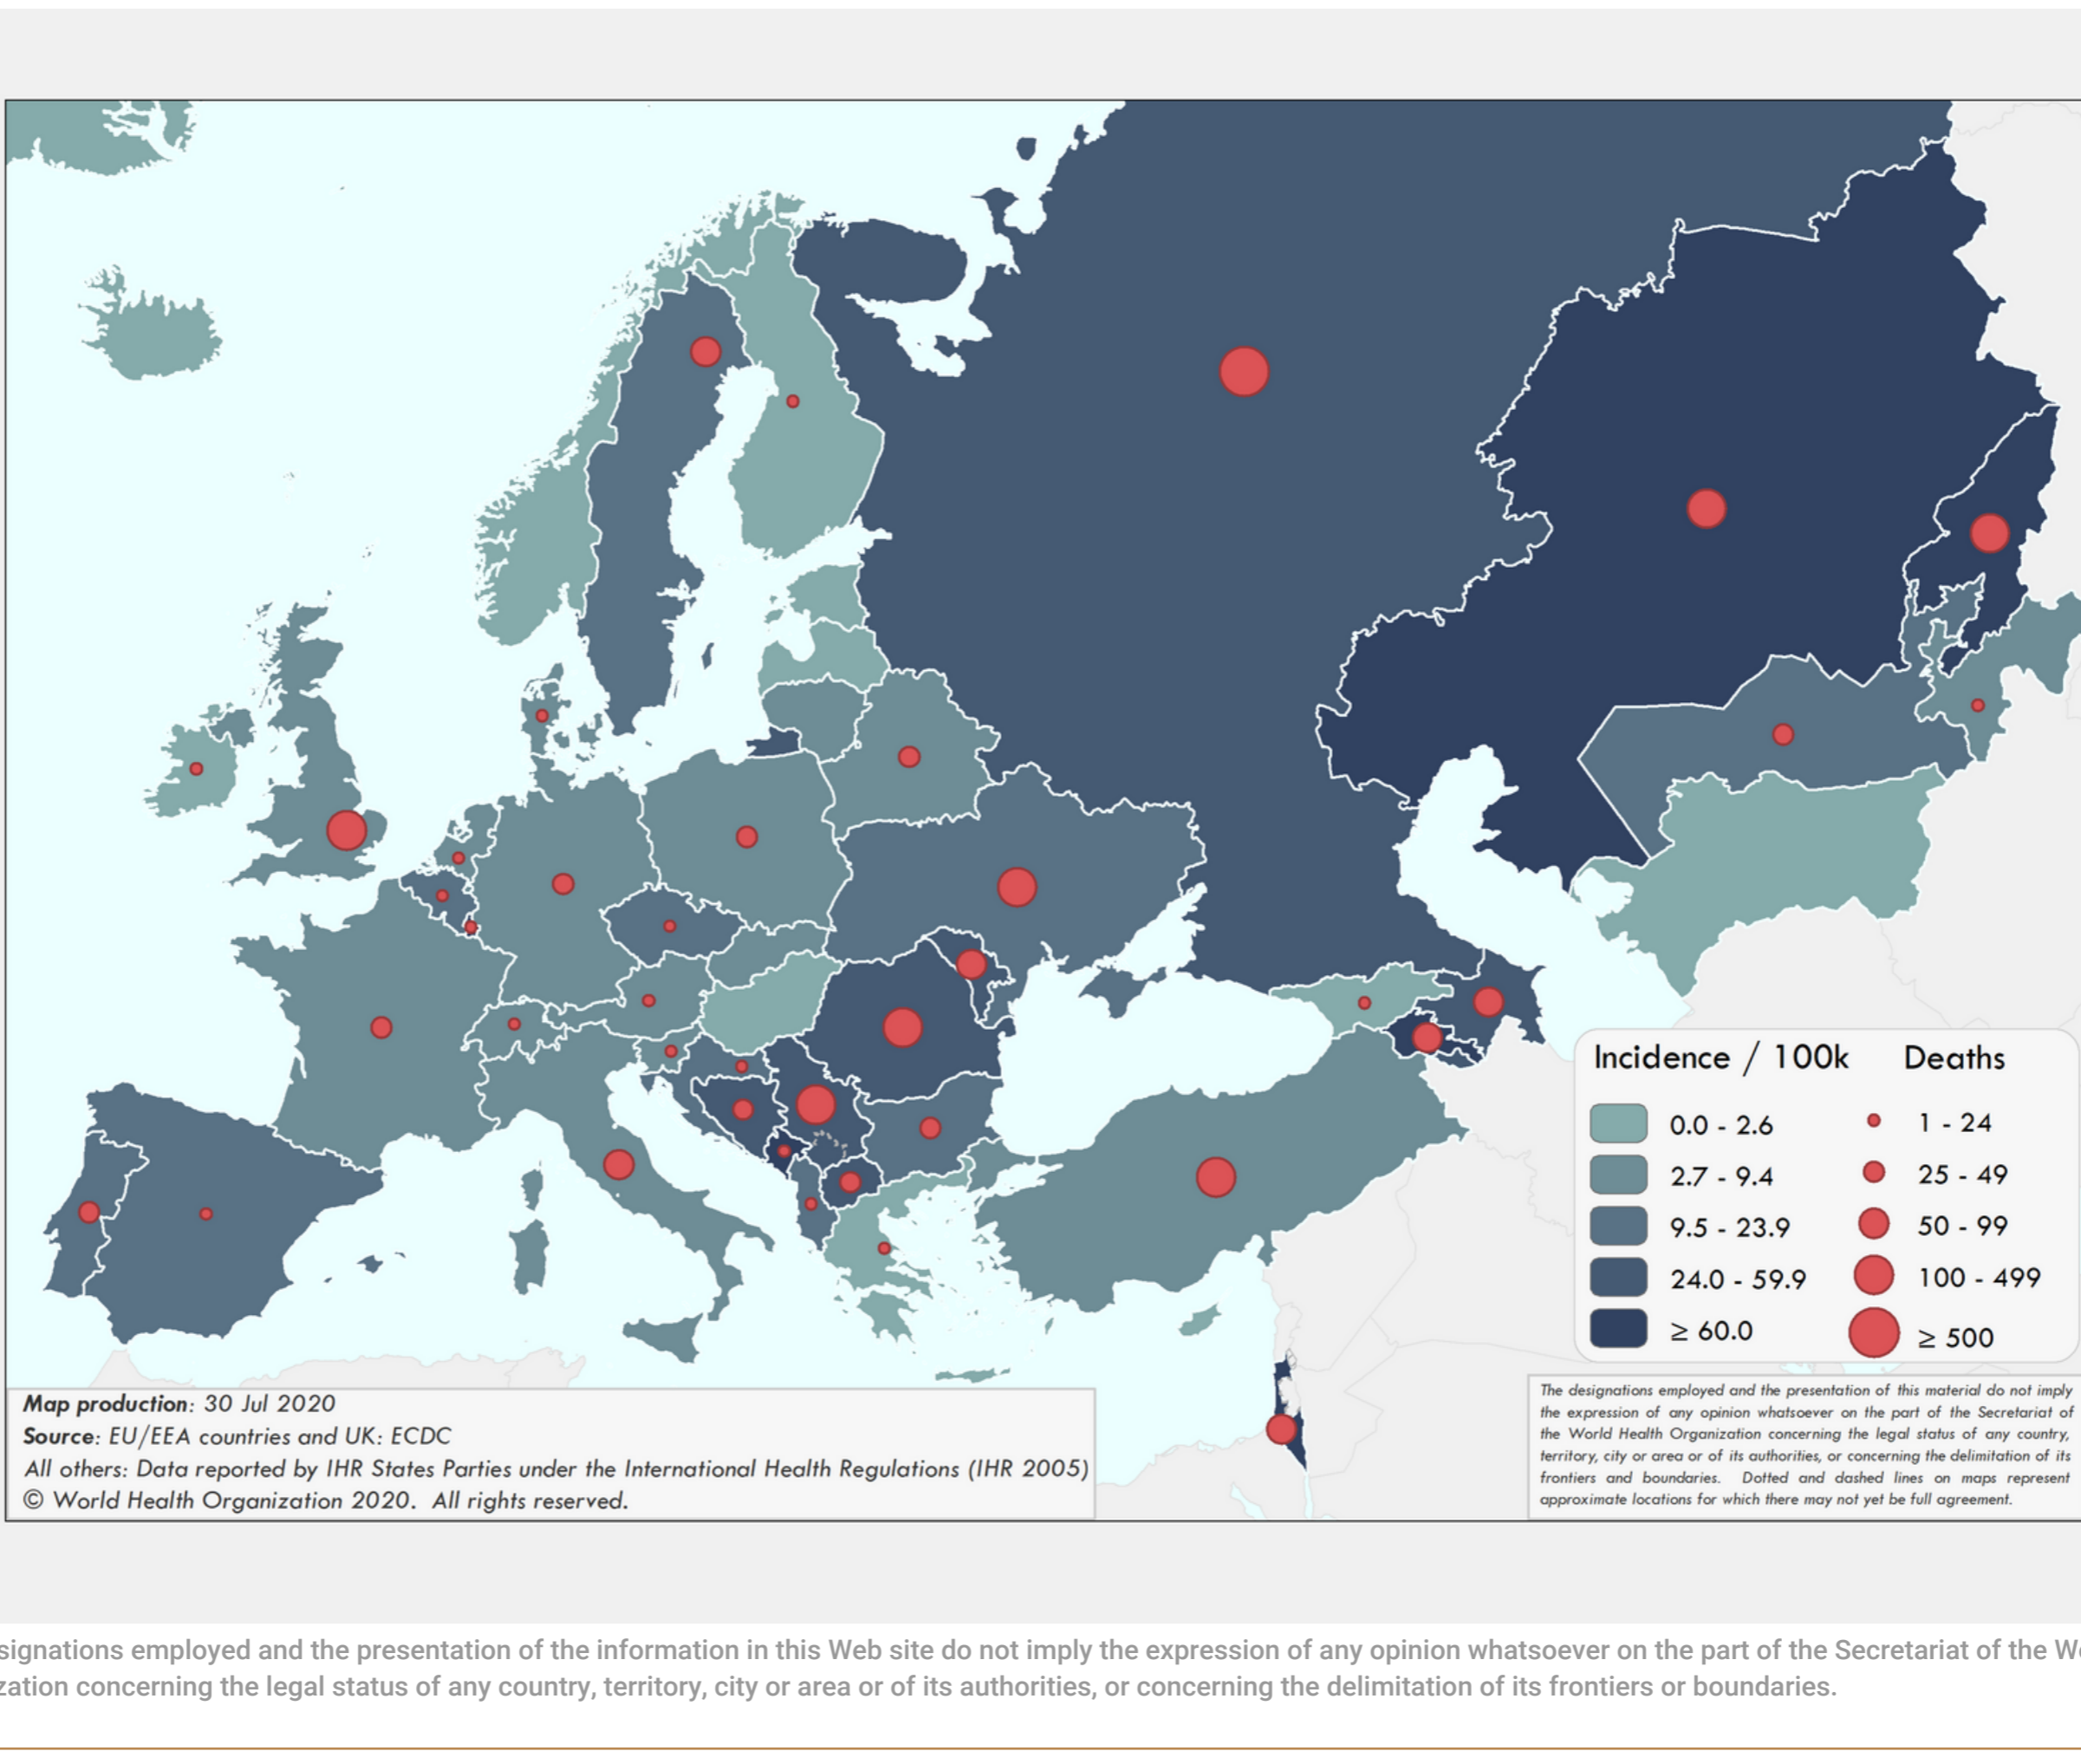 Incidence / 100k Deaths
0.0 - 2.6 1 - 24
2.7 - 9.4 25 - 49
9.5 - 23.9 50 - 99
24.0 - 59.9 100 - 499
≥ 60.0 ≥ 500
Map production: 30 Jul 2020
Source: EU/EEA countries and UK: ECDC
All others: Data reported by IHR States Parties under the International Health Regulations (IHR 2005)
© World Health Organization 2020. All rights reserved.
The designations employed and the presentation of this material do not imply
the expression of any opinion whatsoever on the part of the Secretariat of
the World Health Organization concerning the legal status of any country,
territory, city or area or of its authorities, or concerning the delimitation of its
frontiers and boundaries. Dotted and dashed lines on maps represent
approximate locations for which there may not yet be full agreement.
signations employed and the presentation of the information in this Web site do not imply the expression of any opinion whatsoever on the part of the Secretariat of the
zation concerning the legal status of any country, territory, city or area or of its authorities, or concerning the delimitation of its frontiers or boundaries.